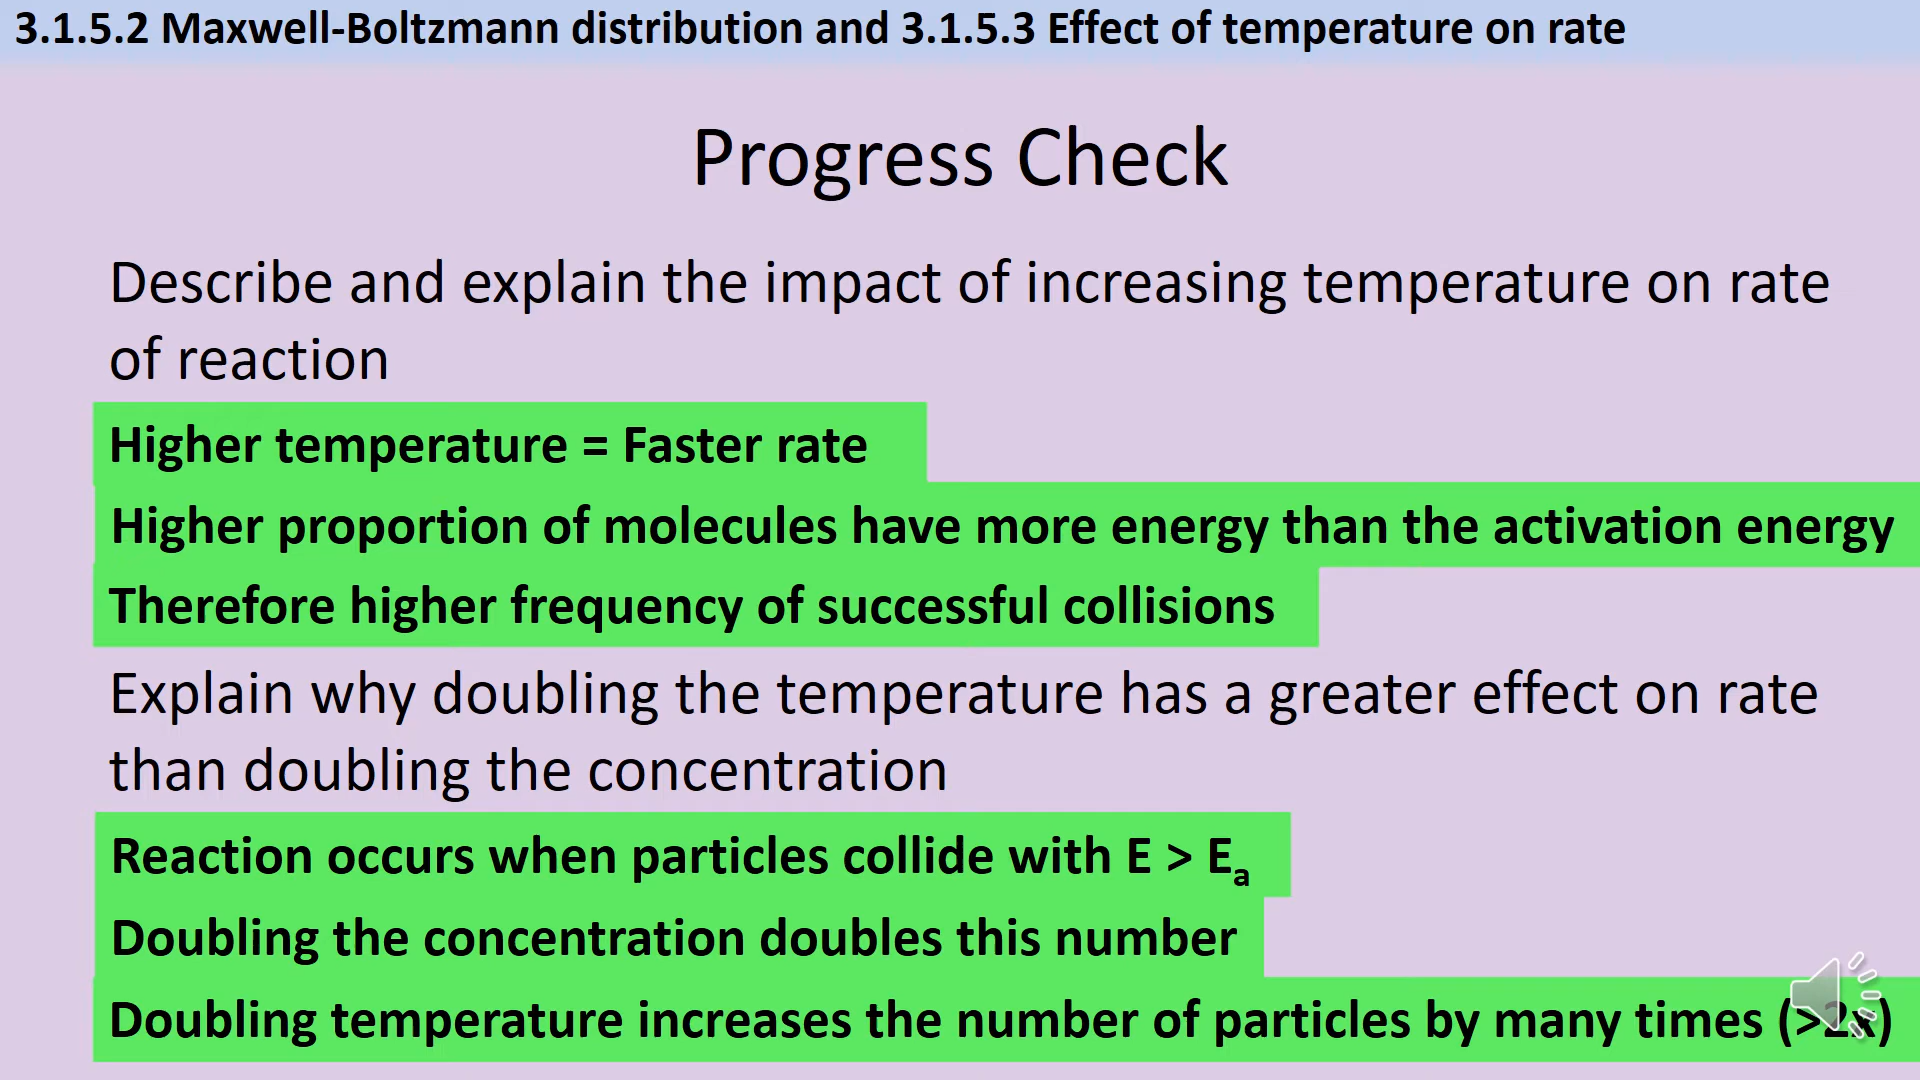 3.1.5.2 Maxwell-Boltzmann distribution and 3.1.5.3 Effect of temperature on rate
Progress Check
Describe and explain the impact of increasing temperature on rate
of reaction
Higher temperature = Faster rate
Higher proportion of molecules have more energy than the activation energy
Therefore higher frequency of successful collisions
Explain why doubling the temperature has a greater effect on rate
than doubling the concentration
Reaction occurs when particles collide with E > Eₐ
Doubling the concentration doubles this number
Doubling temperature increases the number of particles by many times (>2x)